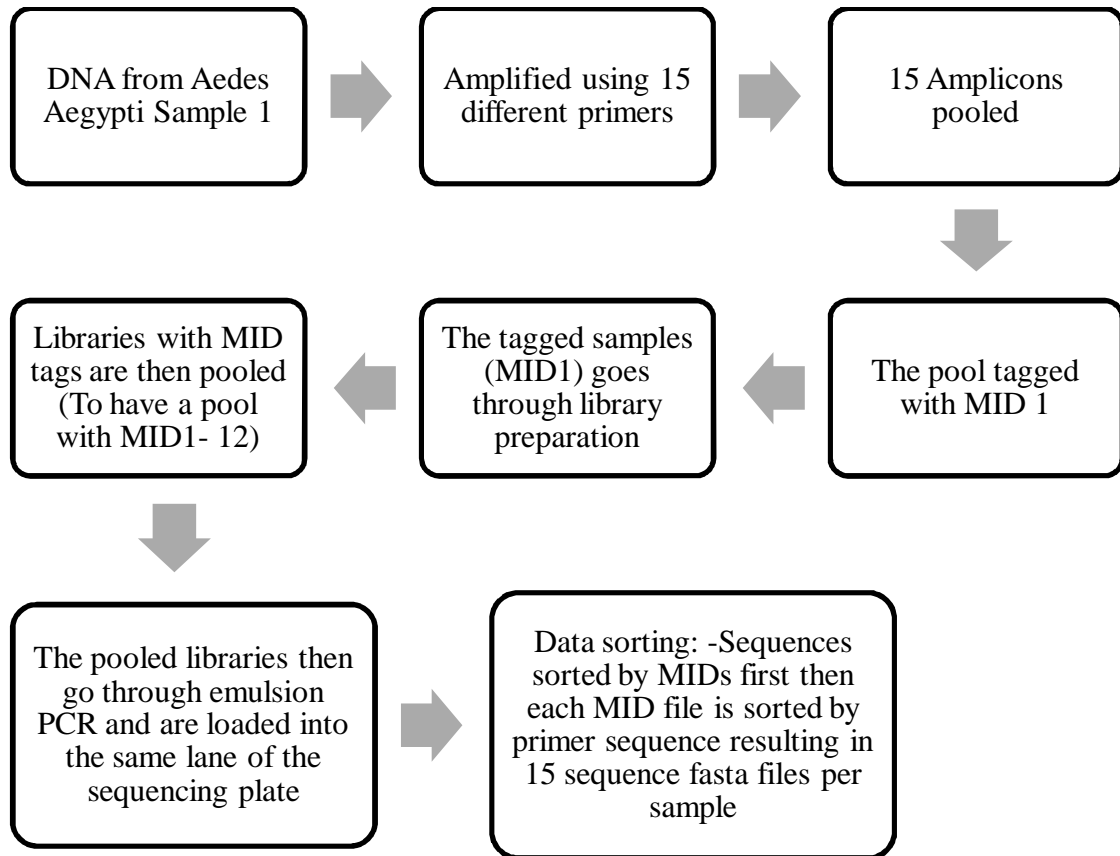 DNA from Aedes
Aegypti Sample 1
Amplified using 15
different primers
15 Amplicons
pooled
The pool tagged
with MID 1
The tagged samples
(MID1) goes
through library
preparation
Libraries with MID
tags are then pooled
(To have a pool
with MID1- 12)
The pooled libraries then
go through emulsion
PCR and are loaded into
the same lane of the
sequencing plate
Data sorting: -Sequences
sorted by MIDs first then
each MID file is sorted by
primer sequence resulting in
15 sequence fasta files per
sample